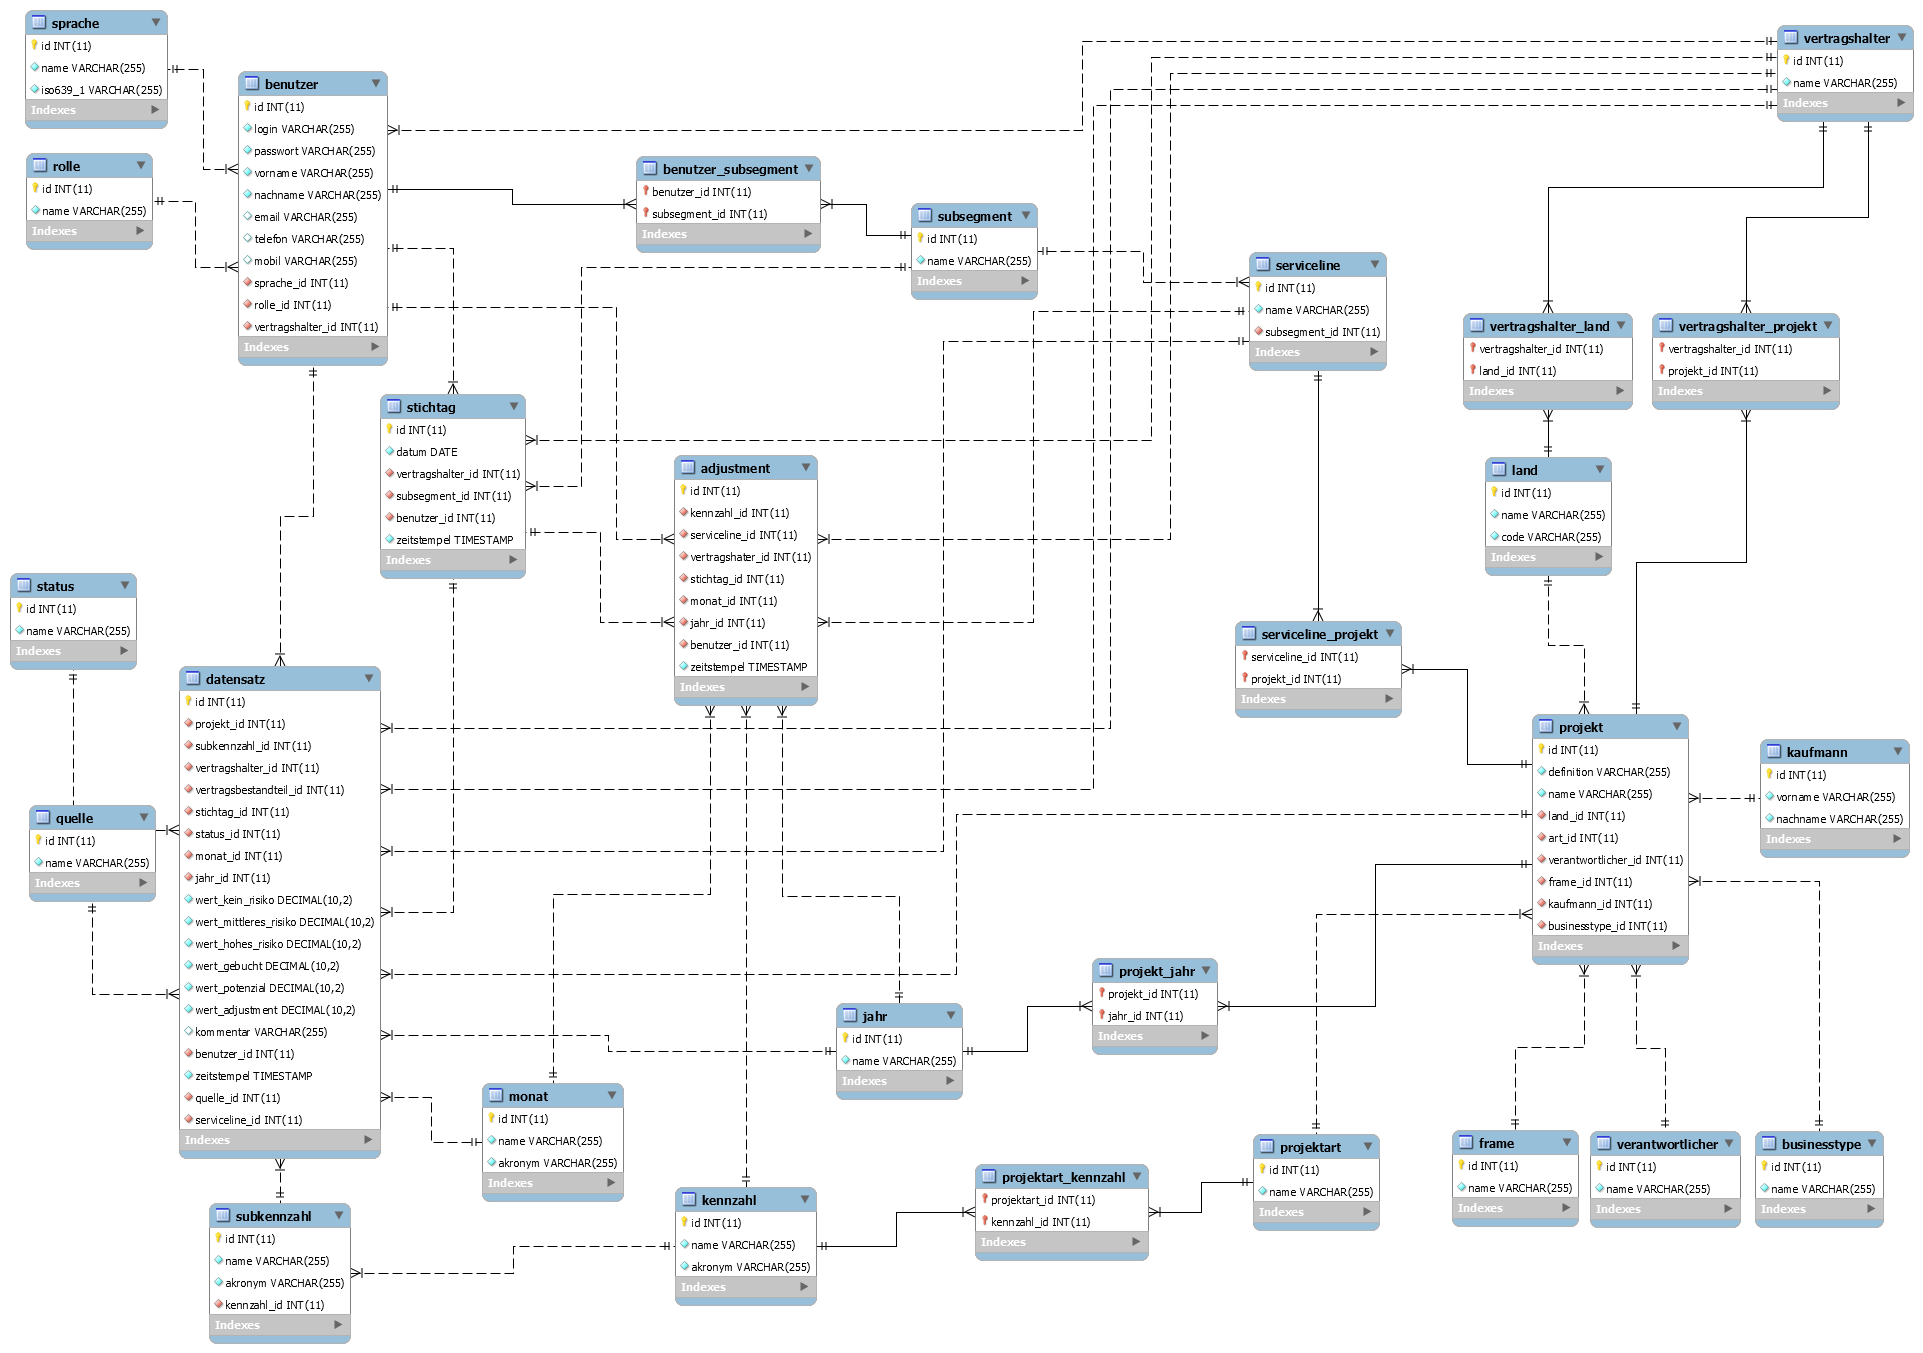 sprache
id INT(11)
name VARCHAR(255)
iso639_1 VARCHAR(255)
Indexes
rolle
id INT(11)
name VARCHAR(255)
Indexes
benutzer
id INT(11)
login VARCHAR(255)
passwort VARCHAR(255)
vorname VARCHAR(255)
nachname VARCHAR(255)
email VARCHAR(255)
telefon VARCHAR(255)
mobil VARCHAR(255)
sprache_id INT(11)
rolle_id INT(11)
vertragshalter_id INT(11)
Indexes
benutzer_subsegment
benutzer_id INT(11)
subsegment_id INT(11)
Indexes
subsegment
id INT(11)
name VARCHAR(255)
Indexes
serviceline
id INT(11)
name VARCHAR(255)
subsegment_id INT(11)
Indexes
vertragshalter
id INT(11)
name VARCHAR(255)
Indexes
vertragshalter_land
vertragshalter_id INT(11)
land_id INT(11)
Indexes
vertragshalter_projekt
vertragshalter_id INT(11)
projekt_id INT(11)
Indexes
stichtag
id INT(11)
datum DATE
vertragshalter_id INT(11)
subsegment_id INT(11)
benutzer_id INT(11)
zeitstempel TIMESTAMP
Indexes
adjustment
id INT(11)
kennzahl_id INT(11)
serviceline_id INT(11)
vertragshater_id INT(11)
stichtag_id INT(11)
monat_id INT(11)
jahr_id INT(11)
benutzer_id INT(11)
zeitstempel TIMESTAMP
Indexes
land
id INT(11)
name VARCHAR(255)
code VARCHAR(255)
Indexes
status
id INT(11)
name VARCHAR(255)
Indexes
quelle
id INT(11)
name VARCHAR(255)
Indexes
datensatz
id INT(11)
projekt_id INT(11)
subkennzahl_id INT(11)
vertragshalter_id INT(11)
vertragsbestandteil_id INT(11)
stichtag_id INT(11)
status_id INT(11)
monat_id INT(11)
jahr_id INT(11)
wert_kein_risiko DECIMAL(10,2)
wert_mittleres_risiko DECIMAL(10,2)
wert_hohes_risiko DECIMAL(10,2)
wert_gebucht DECIMAL(10,2)
wert_potenzial DECIMAL(10,2)
wert_adjustment DECIMAL(10,2)
kommentar VARCHAR(255)
benutzer_id INT(11)
zeitstempel TIMESTAMP
quelle_id INT(11)
serviceline_id INT(11)
Indexes
serviceline_projekt
serviceline_id INT(11)
projekt_id INT(11)
Indexes
projekt
id INT(11)
definition VARCHAR(255)
name VARCHAR(255)
land_id INT(11)
art_id INT(11)
verantwortlicher_id INT(11)
frame_id INT(11)
kaufmann_id INT(11)
businesstype_id INT(11)
Indexes
kaufmann
id INT(11)
vorname VARCHAR(255)
nachname VARCHAR(255)
Indexes
projekt_jahr
projekt_id INT(11)
jahr_id INT(11)
Indexes
jahr
id INT(11)
name VARCHAR(255)
Indexes
monat
id INT(11)
name VARCHAR(255)
akronym VARCHAR(255)
Indexes
subkennzahl
id INT(11)
name VARCHAR(255)
akronym VARCHAR(255)
kennzahl_id INT(11)
Indexes
kennzahl
id INT(11)
name VARCHAR(255)
akronym VARCHAR(255)
Indexes
projektart_kennzahl
projektart_id INT(11)
kennzahl_id INT(11)
Indexes
projektart
id INT(11)
name VARCHAR(255)
Indexes
frame
id INT(11)
name VARCHAR(255)
Indexes
verantwortlicher
id INT(11)
name VARCHAR(255)
Indexes
businesstype
id INT(11)
name VARCHAR(255)
Indexes